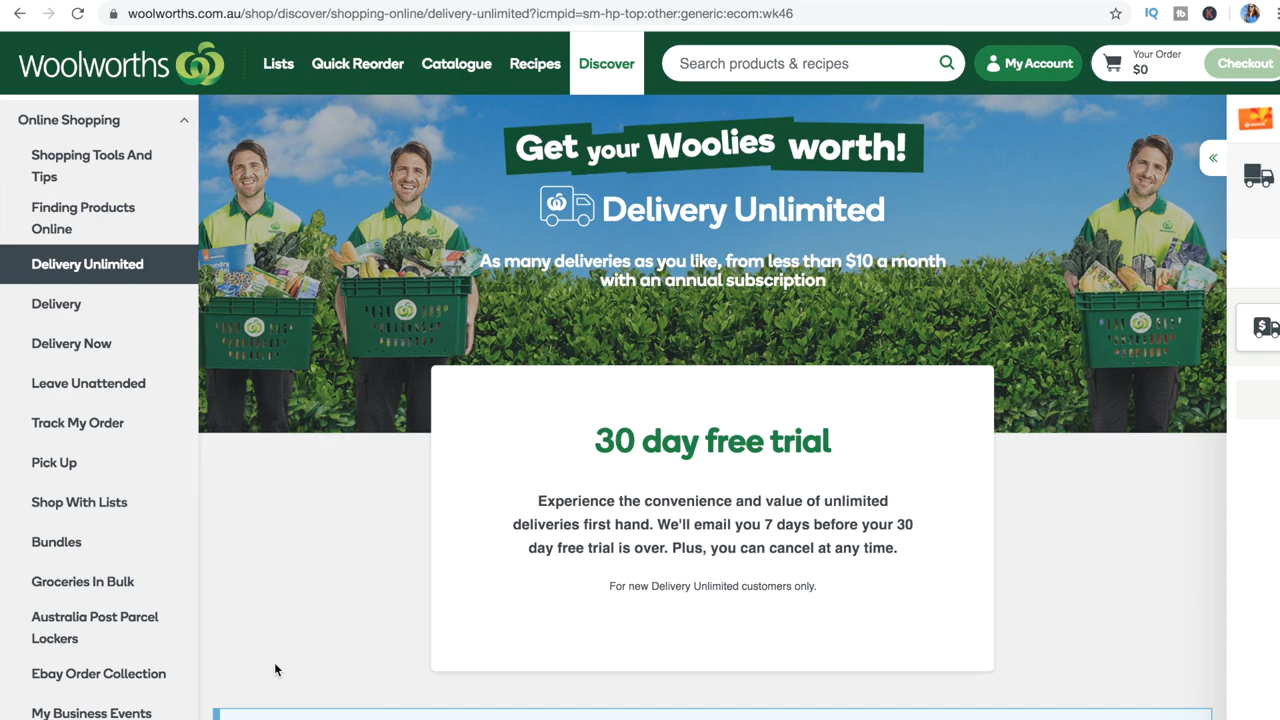 woolworths.com.au/shop/discover/shopping-online/delivery-unlimited?icmpid=sm-hp-top:other:generic:ecom:wk46
IQ
tb
K
Woolworths
Lists
Quick Reorder
Catalogue
Recipes
Discover
Search products & recipes
My Account
Your Order
$0
Checkout
Online Shopping
Shopping Tools And
Tips
Finding Products
Online
Delivery Unlimited
Delivery
Delivery Now
Leave Unattended
Track My Order
Pick Up
Shop With Lists
Bundles
Groceries In Bulk
Australia Post Parcel
Lockers
Ebay Order Collection
My Business Events
Get your Woolies worth!
Delivery Unlimited
As many deliveries as you like, from less than $10 a month
with an annual subscription
30 day free trial
Experience the convenience and value of unlimited
deliveries first hand. We'll email you 7 days before your 30
day free trial is over. Plus, you can cancel at any time.
For new Delivery Unlimited customers only.